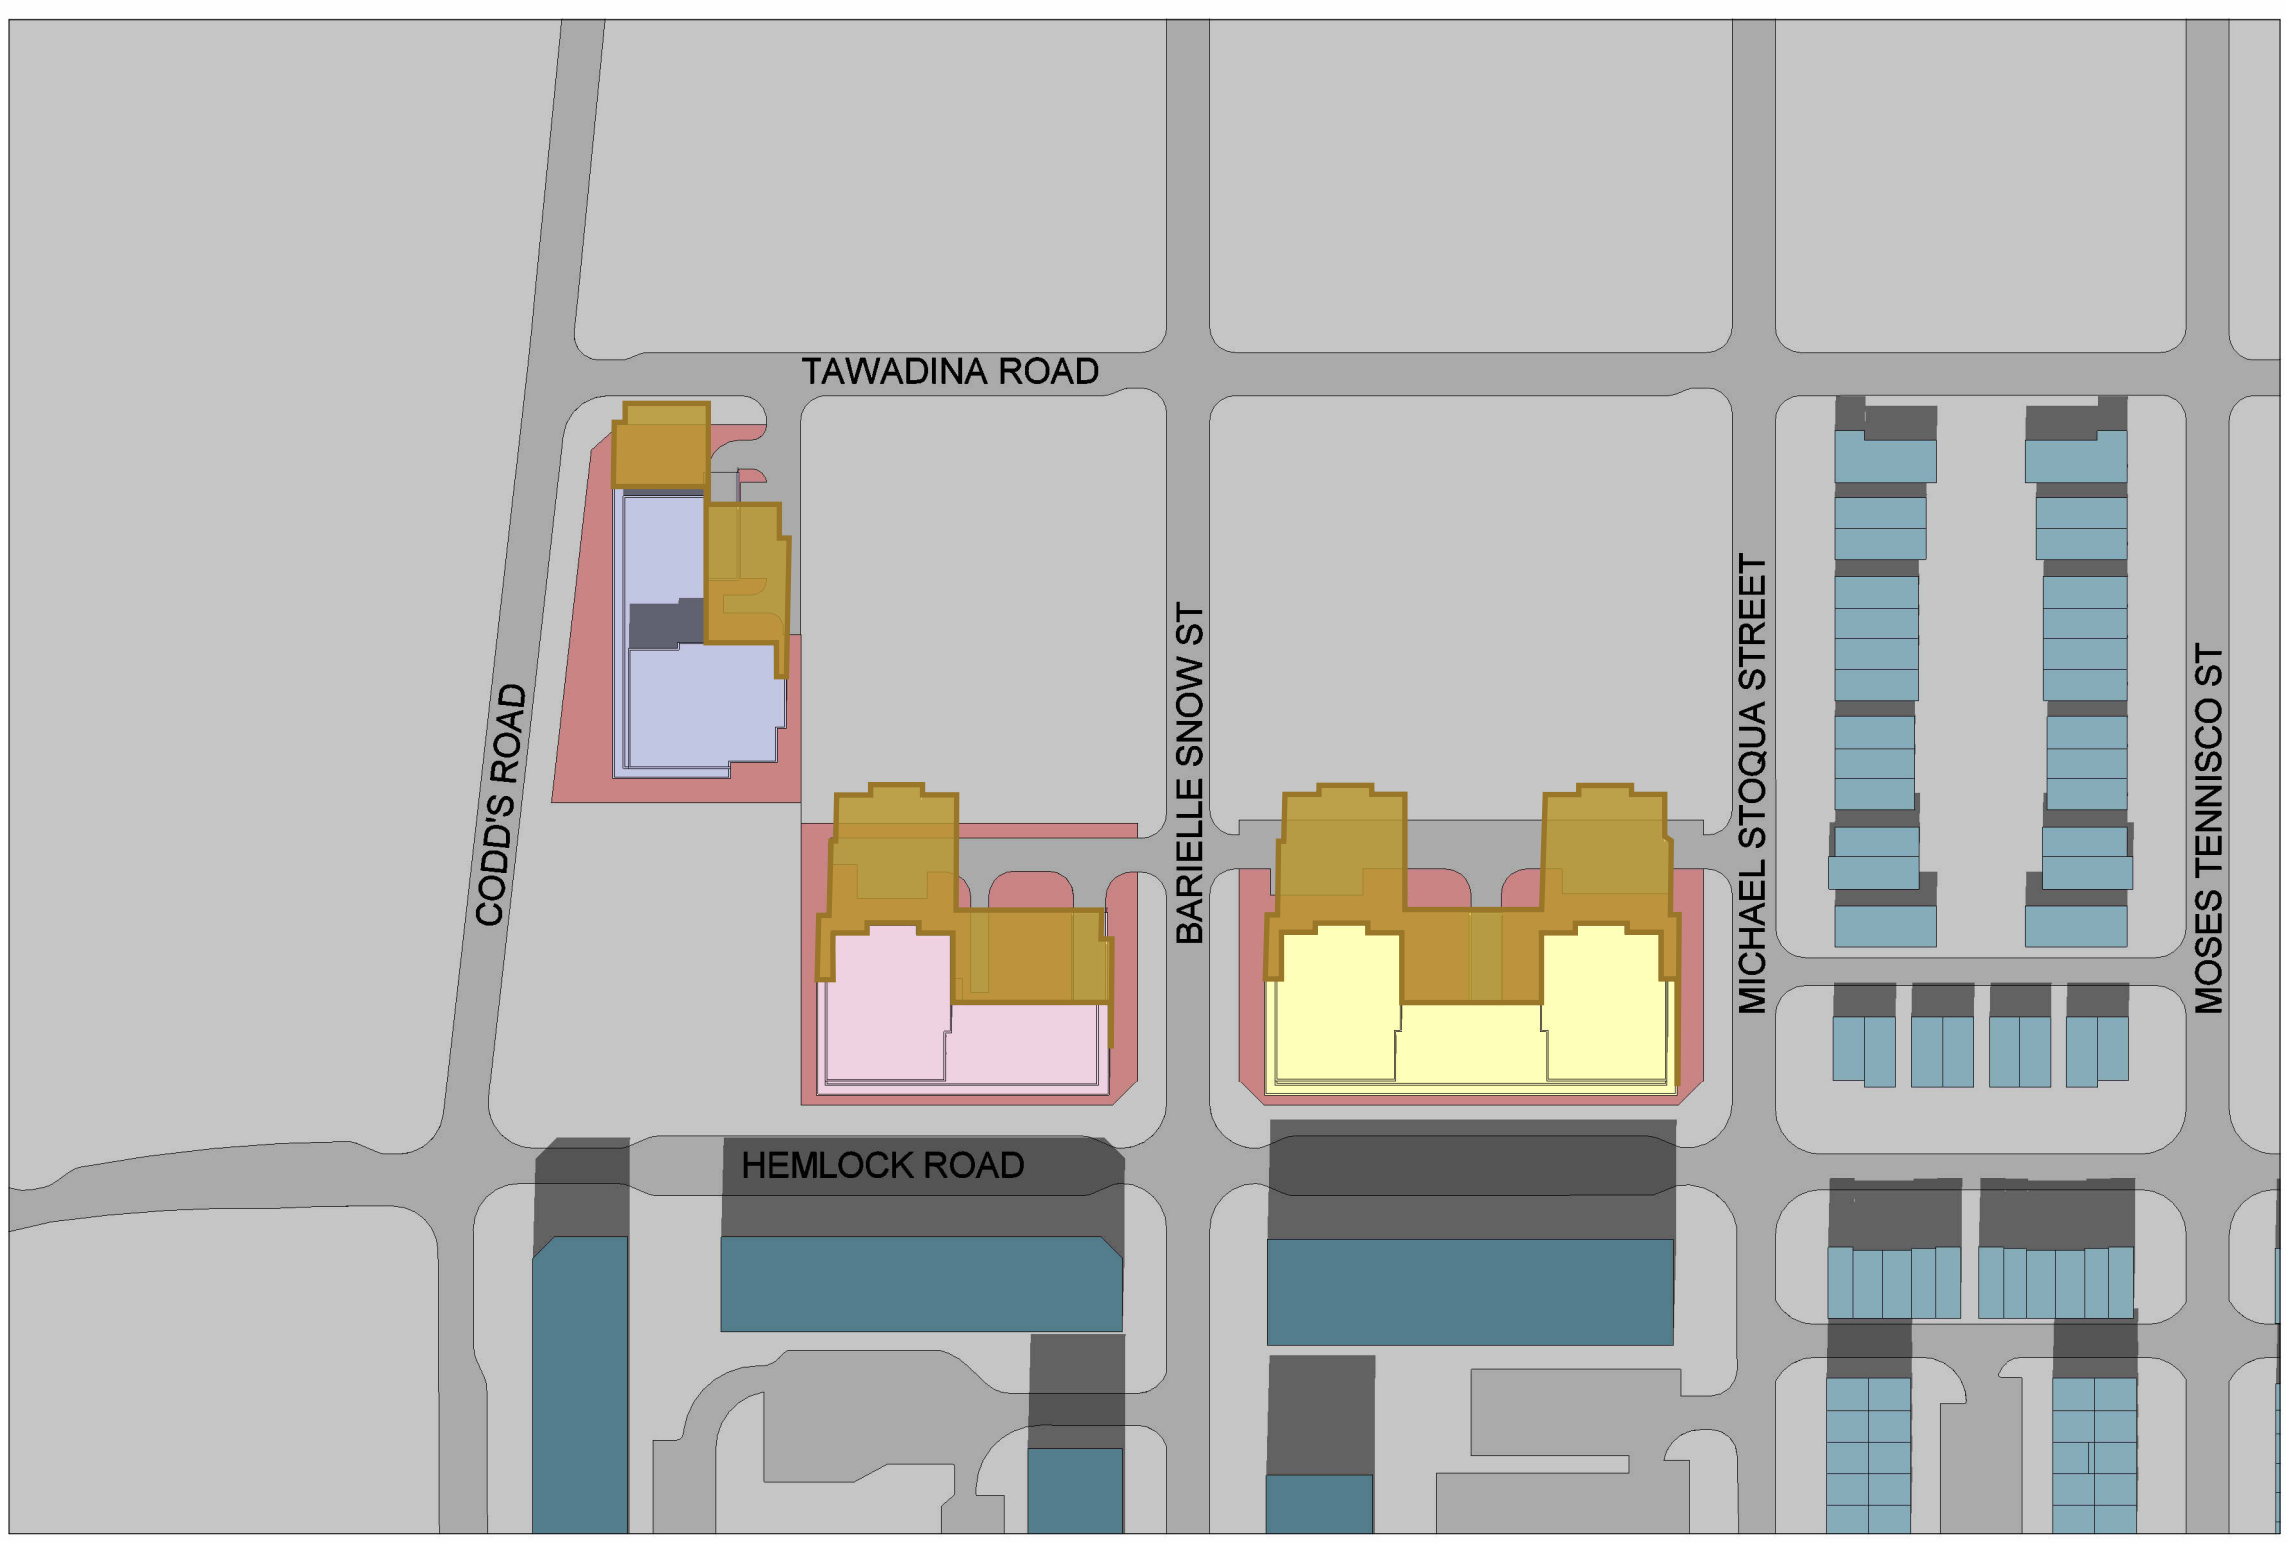 TAWADINA ROAD
CODD'S ROAD
BARIELLE SNOW ST
MICHAEL STOQUA STREET
MOSES TENNISCO ST
HEMLOCK ROAD